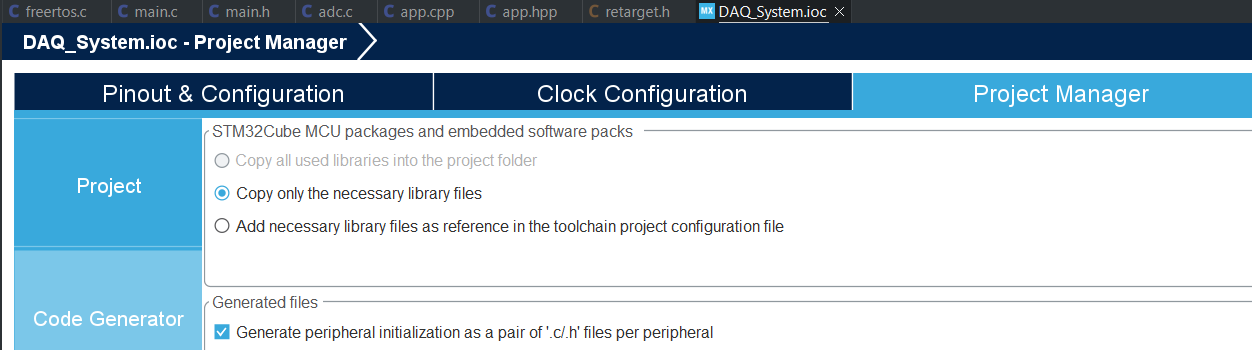 freertos.c main.c main.h adc.c app.cpp app.hpp retarget.h MX DAQ_System.ioc
DAQ_System.ioc - Project Manager
Pinout & Configuration Clock Configuration Project Manager
STM32Cube MCU packages and embedded software packs
Copy all used libraries into the project folder
Project
Copy only the necessary library files
Add necessary library files as reference in the toolchain project configuration file
Generated files
Code Generator
Generate peripheral initialization as a pair of '.c/.h' files per peripheral